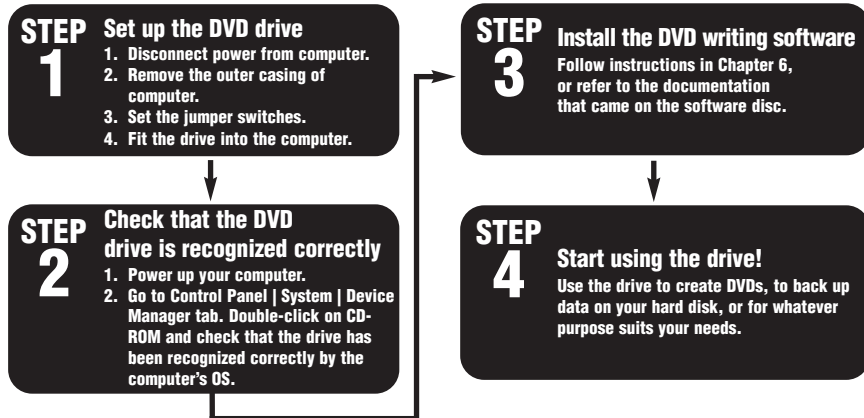 STEP
1
Set up the DVD drive
1. Disconnect power from computer.
2. Remove the outer casing of
computer.
3. Set the jumper switches.
4. Fit the drive into the computer.
STEP
2
Check that the DVD
drive is recognized correctly
1. Power up your computer.
2. Go to Control Panel | System | Device
Manager tab. Double-click on CD-
ROM and check that the drive has
been recognized correctly by the
computer's OS.
STEP
3
Install the DVD writing software
Follow instructions in Chapter 6,
or refer to the documentation
that came on the software disc.
STEP
4
Start using the drive!
Use the drive to create DVDs, to back up
data on your hard disk, or for whatever
purpose suits your needs.